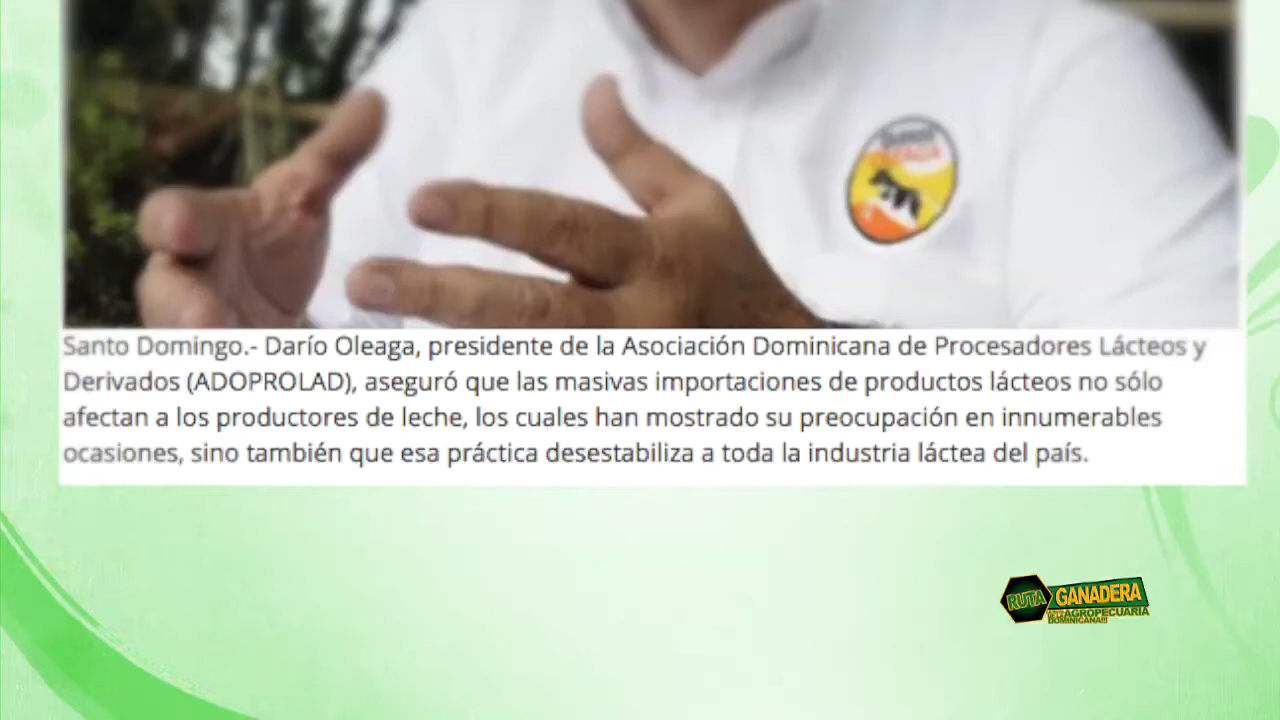 Santo Domingo.- Darío Oleaga, presidente de la Asociación Dominicana de Procesadores Lácteos y
Derivados (ADOPROLAD), aseguró que las masivas importaciones de productos lácteos no sólo
afectan a los productores de leche, los cuales han mostrado su preocupación en innumerables
ocasiones, sino también que esa práctica desestabiliza a toda la industria láctea del país.
RUTA GANADERA
AGROPECUARIA
DOMINICANA!!!